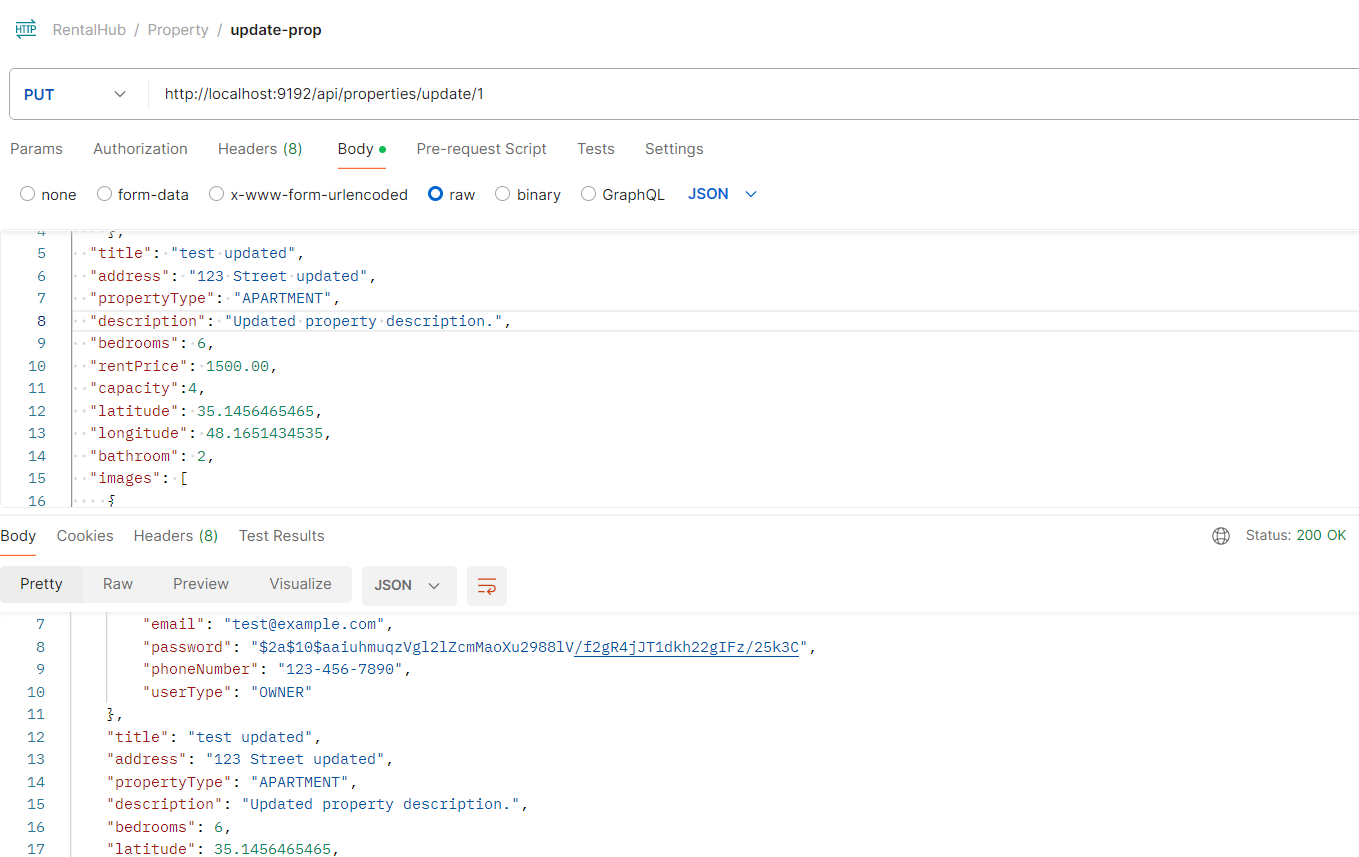 HTTP RentalHub / Property / update-prop
PUT http://localhost:9192/api/properties/update/1
Params Authorization Headers (8) Body Pre-request Script Tests Settings
none form-data x-www-form-urlencoded raw binary GraphQL JSON
4 },
5 "title": "test updated",
6 "address": "123 Street updated",
7 "propertyType": "APARTMENT",
8 "description": "Updated property description.",
9 "bedrooms": 6,
10 "rentPrice": 1500.00,
11 "capacity":4,
12 "latitude": 35.1456465465,
13 "longitude": 48.1651434535,
14 "bathroom": 2,
15 "images": [
16 {
Body Cookies Headers (8) Test Results Status: 200 OK
Pretty Raw Preview Visualize JSON
7 "email": "test@example.com",
8 "password": "$2a$10$aaiuhmuqzVgl2lZcmMaoXu2988lV/f2gR4jJT1dkh22gIFz/25k3C",
9 "phoneNumber": "123-456-7890",
10 "userType": "OWNER"
11 },
12 "title": "test updated",
13 "address": "123 Street updated",
14 "propertyType": "APARTMENT",
15 "description": "Updated property description.",
16 "bedrooms": 6,
17 "latitude": 35.1456465465,